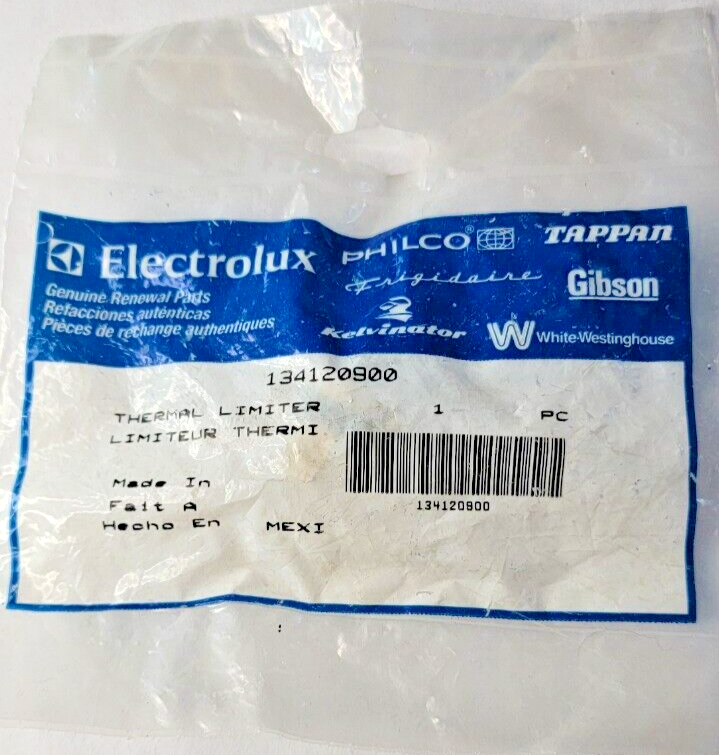 Electrolux
Genuine Renewal Parts
Refacciones auténticas
Pièces de rechange authentiques
PHILCO®
TAPPAN
Frigidaire
Gibson
Kelvinator
White-Westinghouse
134120900
THERMAL LIMITER 1 PC
LIMITEUR THERMI
134120900
Made In
Fait A
Hecho En MEXI